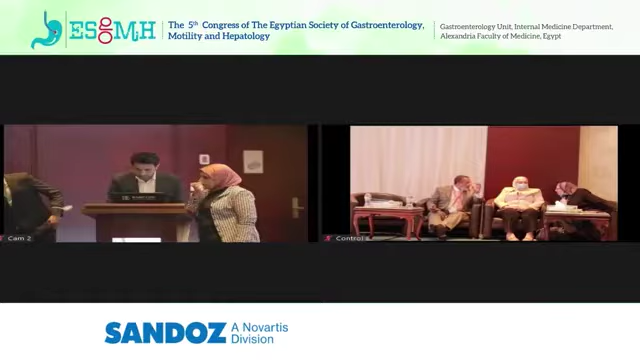 ESGMH
The 5th Congress of The Egyptian Society of Gastroenterology,
Motility and Hepatology
Gastroenterology Unit, Internal Medicine Department,
Alexandria Faculty of Medicine, Egypt
Cam 2
Control
SANDOZ A Novartis
Division